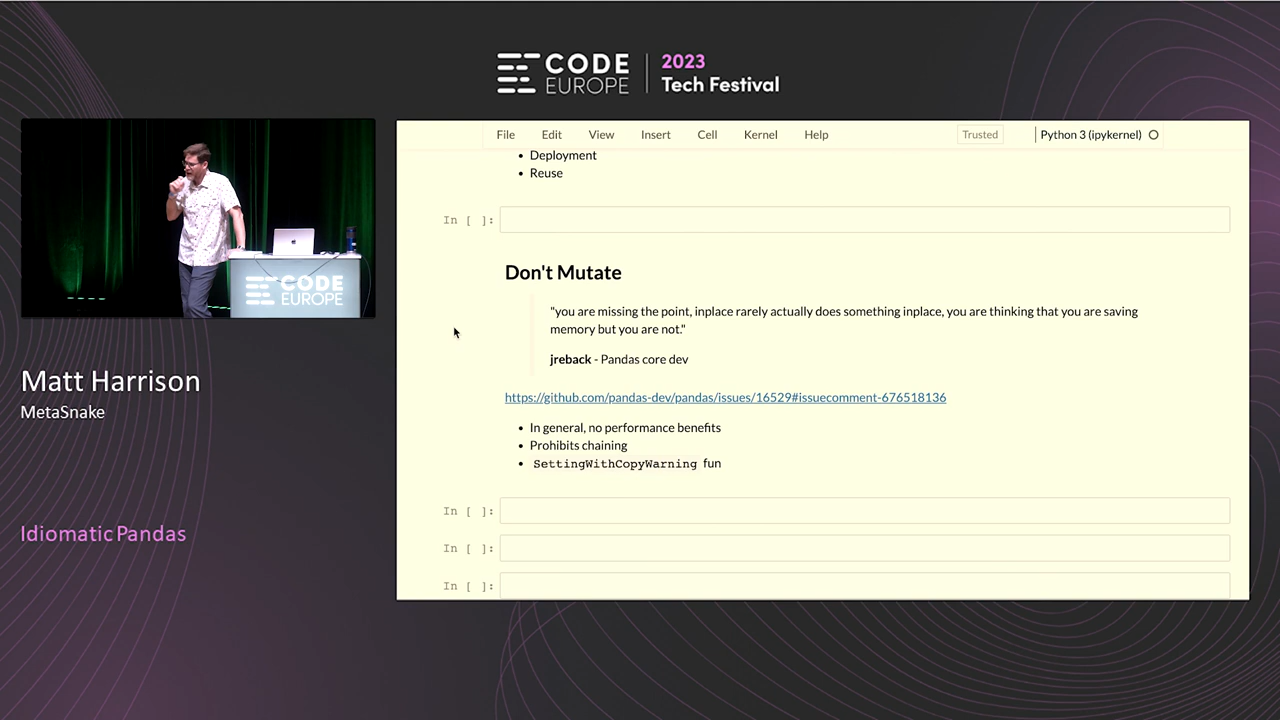 CODE EUROPE
2023
Tech Festival
File Edit View Insert Cell Kernel Help Trusted Python 3 (ipykernel)
• Deployment
• Reuse
In [ ]:
Don't Mutate
"you are missing the point, inplace rarely actually does something inplace, you are thinking that you are saving
memory but you are not."
jreback - Pandas core dev
https://github.com/pandas-dev/pandas/issues/16529#issuecomment-676518136
• In general, no performance benefits
• Prohibits chaining
• SettingWithCopyWarning fun
In [ ]:
In [ ]:
In [ ]:
CODE
EUROPE
Matt Harrison
MetaSnake
Idiomatic Pandas